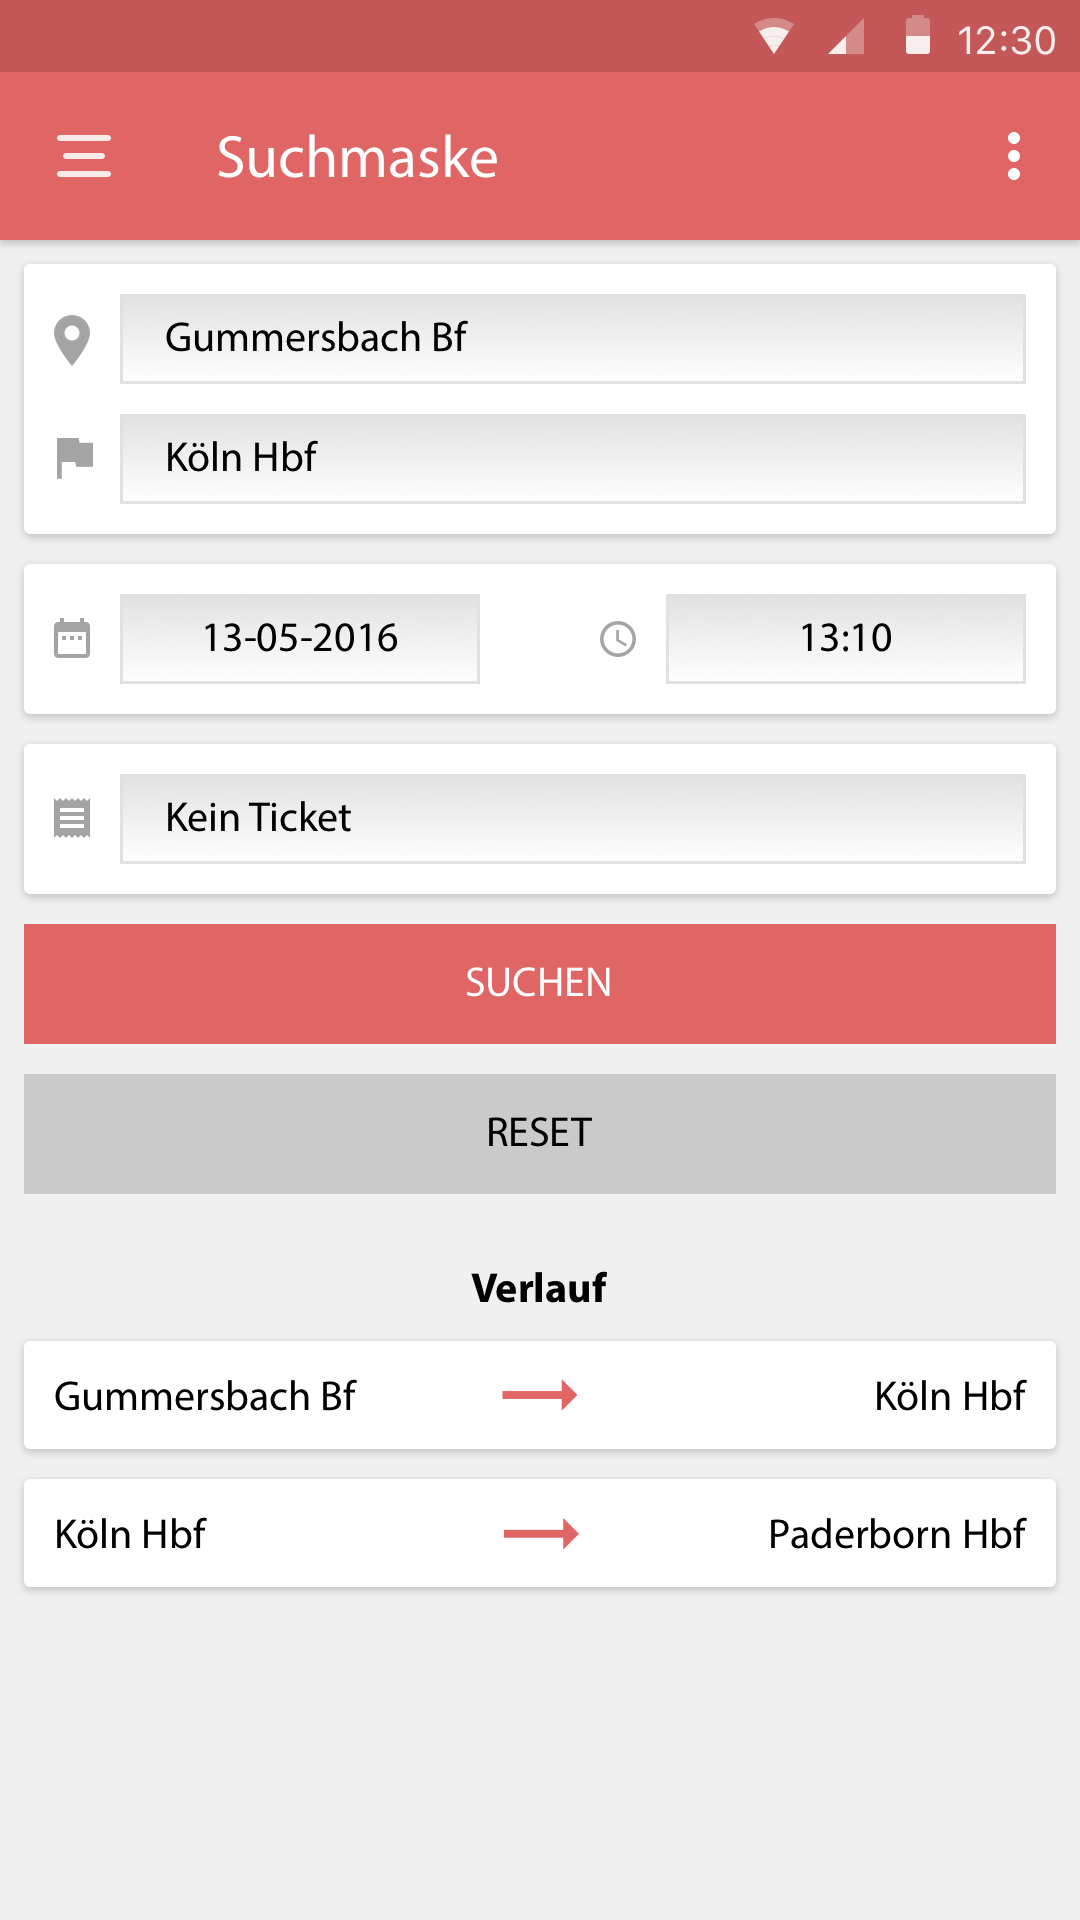 12:30
Suchmaske
Gummersbach Bf
Köln Hbf
13-05-2016 13:10
Kein Ticket
SUCHEN
RESET
Verlauf
Gummersbach Bf Köln Hbf
Köln Hbf Paderborn Hbf